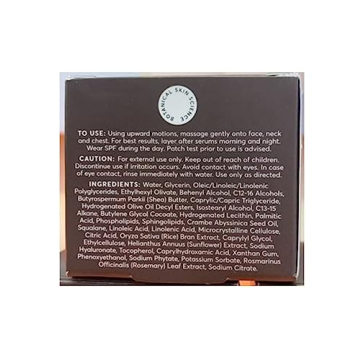 BOTANICAL SKIN SCIENCE
TO USE: Using upward motions, massage gently onto face, neck
and chest. For best results, layer after serums morning and night.
Wear SPF during the day. Patch test prior to use is advised.
CAUTION: For external use only. Keep out of reach of children.
Discontinue use if irritation occurs. Avoid contact with eyes. In case
of eye contact, rinse immediately with water. Use only as directed.
INGREDIENTS: Water, Glycerin, Oleic/Linoleic/Linolenic
Polyglycerides, Ethylhexyl Olivate, Behenyl Alcohol, C12-16 Alcohols,
Butyrospermum Parkii (Shea) Butter, Caprylic/Capric Triglyceride,
Hydrogenated Olive Oil Decyl Esters, Isostearyl Alcohol, C13-15
Alkane, Butylene Glycol Cocoate, Hydrogenated Lecithin, Palmitic
Acid, Phospholipids, Sphingolipids, Crambe Abyssinica Seed Oil,
Squalane, Linoleic Acid, Linolenic Acid, Microcrystalline Cellulose,
Citric Acid, Oryza Sativa (Rice) Bran Extract, Caprylyl Glycol,
Ethylcellulose, Helianthus Annuus (Sunflower) Extract, Sodium
Hyaluronate, Tocopherol, Caprylhydroxamic Acid, Xanthan Gum,
Phenoxyethanol, Sodium Phytate, Potassium Sorbate, Rosmarinus
Officinalis (Rosemary) Leaf Extract, Sodium Citrate.